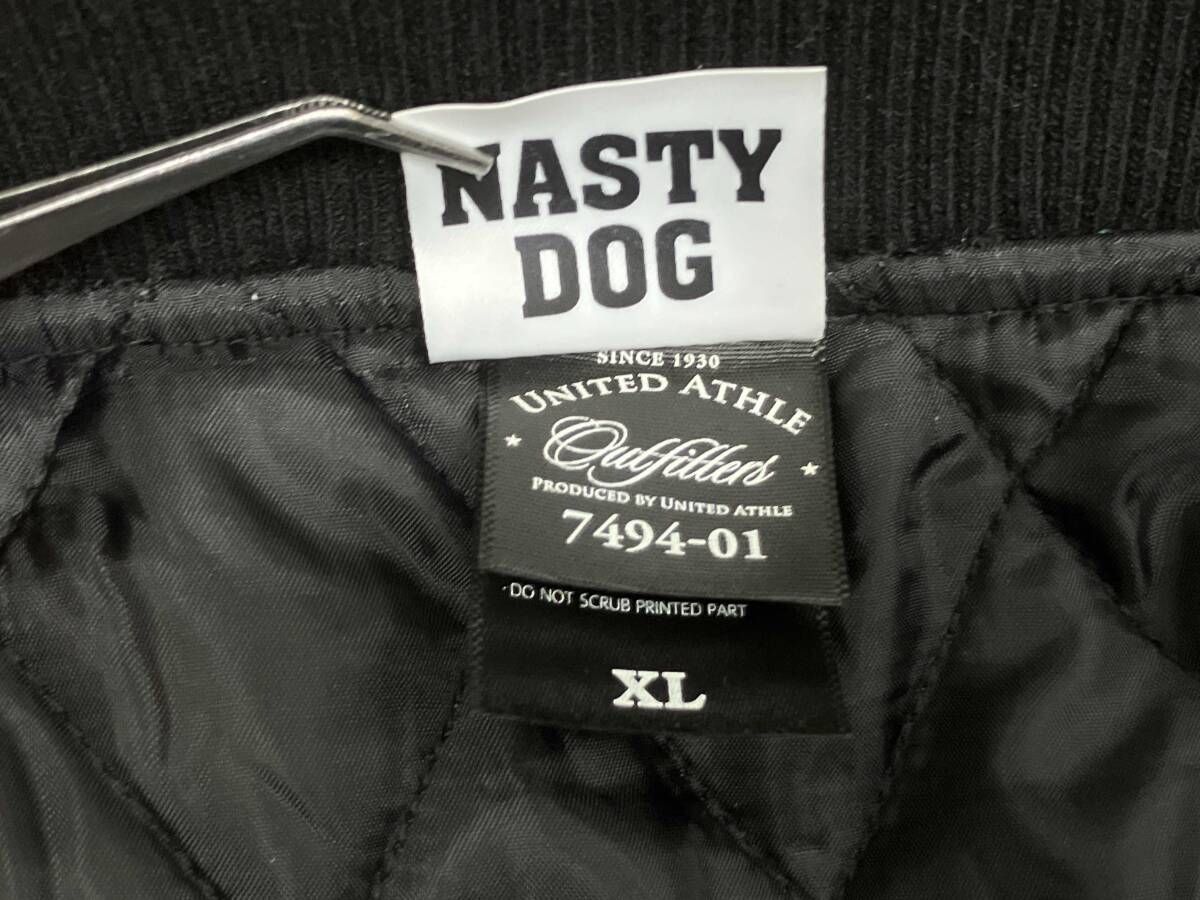 NASTY
DOG
SINCE 1930
UNITED ATHLE
Outfitters
PRODUCED BY UNITED ATHLE
7494-01
·DO NOT SCRUB PRINTED PART
XL